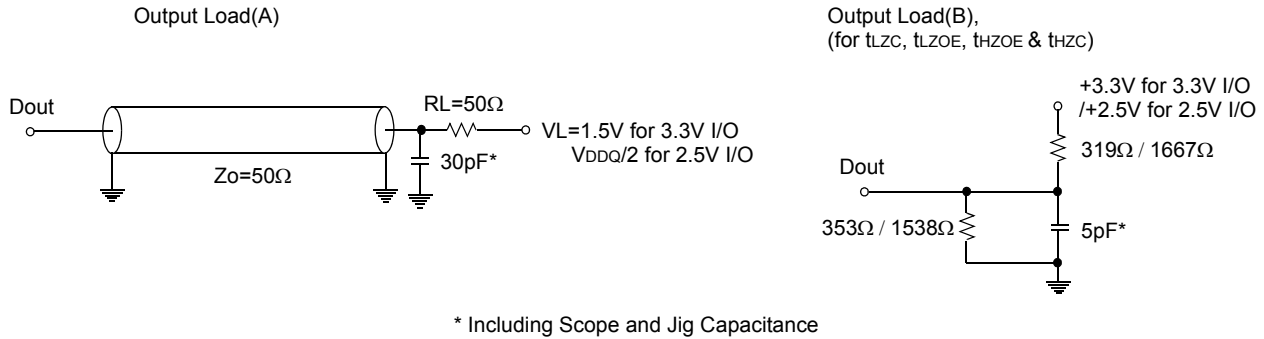 Output Load(A)
Dout
Zo=50Ω
RL=50Ω
30pF*
VL=1.5V for 3.3V I/O
VDDQ/2 for 2.5V I/O
Output Load(B),
(for tLZC, tLZOE, tHZOE & tHZC)
+3.3V for 3.3V I/O
/+2.5V for 2.5V I/O
319Ω / 1667Ω
Dout
353Ω / 1538Ω
5pF*
* Including Scope and Jig Capacitance